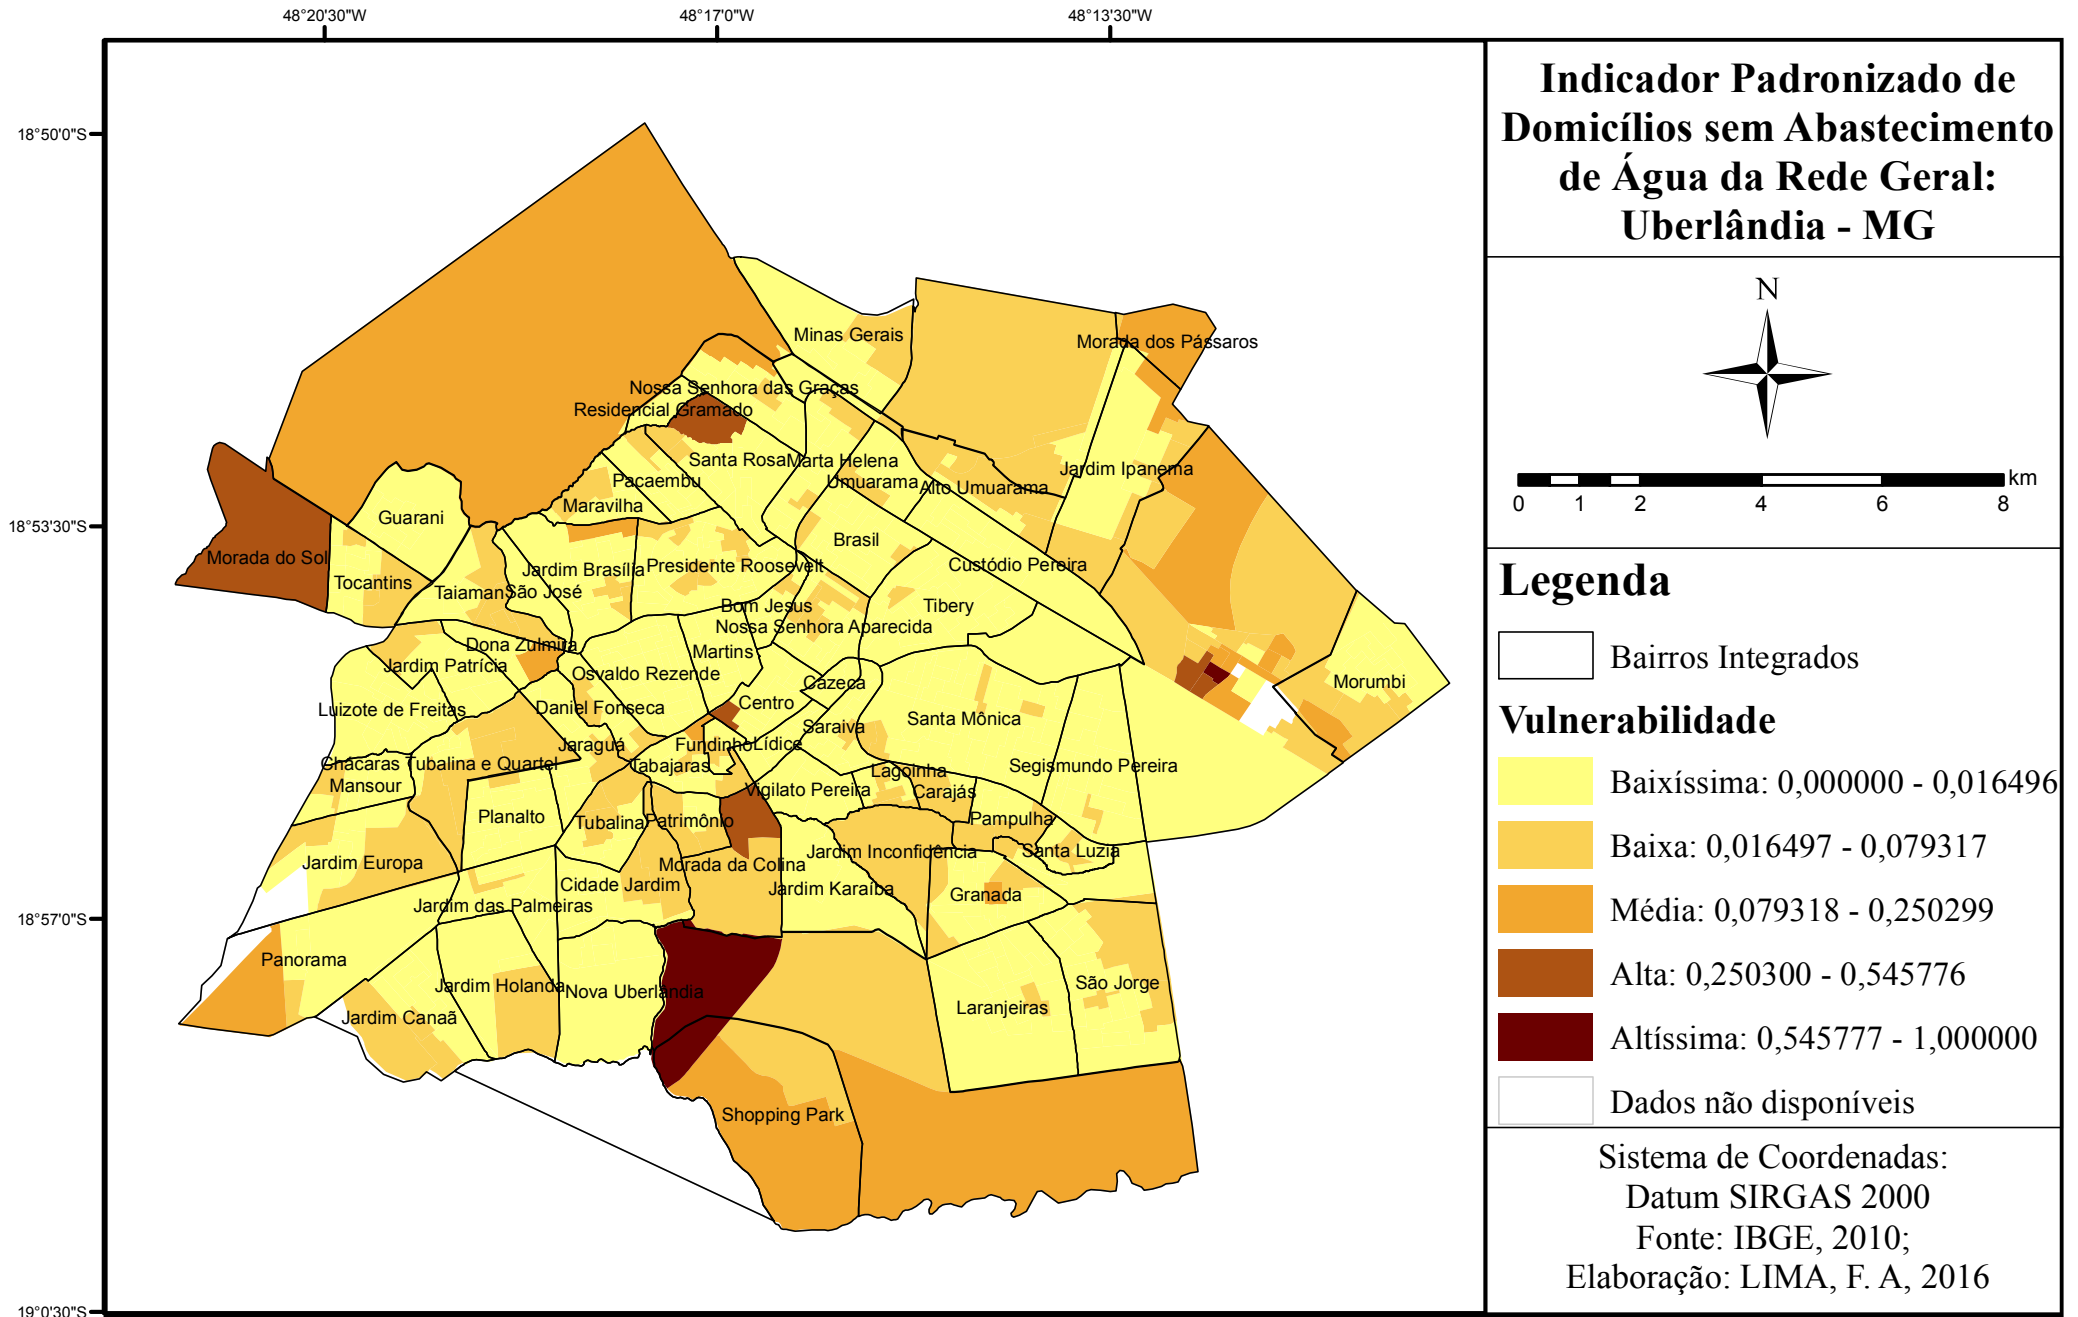 48°20'30"W
48°17'0"W
48°13'30"W
18°50'0"S
18°53'30"S
18°57'0"S
19°0'30"S
Minas Gerais
Morada dos Pássaros
Nossa Senhora das Graças
Residencial Gramado
Santa Rosa
Marta Helena
Jardim Ipanema
Pacaembu
Umuarama
Alto Umuarama
Maravilha
Guarani
Brasil
Morada do Sol
Jardim Brasília
Presidente Roosevelt
Custódio Pereira
Tocantins
Taiaman
São José
Bom Jesus
Tibery
Nossa Senhora Aparecida
Dona Zulmira
Martins
Jardim Patrícia
Osvaldo Rezende
Cazeca
Morumbi
Luizote de Freitas
Daniel Fonseca
Centro
Santa Mônica
Saraiva
Jaraguá
Fundinho
Lídice
Chácaras Tubalina e Quartel
Tabajaras
Lagoinha
Segismundo Pereira
Mansour
Vigilato Pereira
Carajás
Planalto
Tubalina
Patrimônio
Pampulha
Jardim Europa
Morada da Colina
Jardim Inconfidência
Santa Luzia
Cidade Jardim
Jardim Karaíba
Granada
Jardim das Palmeiras
Panorama
Jardim Holanda
Nova Uberlândia
São Jorge
Jardim Canaã
Laranjeiras
Shopping Park
Indicador Padronizado de
Domicílios sem Abastecimento
de Água da Rede Geral:
Uberlândia - MG
N
km
0 1 2 4 6 8
Legenda
Bairros Integrados
Vulnerabilidade
Baixíssima: 0,000000 - 0,016496
Baixa: 0,016497 - 0,079317
Média: 0,079318 - 0,250299
Alta: 0,250300 - 0,545776
Altíssima: 0,545777 - 1,000000
Dados não disponíveis
Sistema de Coordenadas:
Datum SIRGAS 2000
Fonte: IBGE, 2010;
Elaboração: LIMA, F. A, 2016